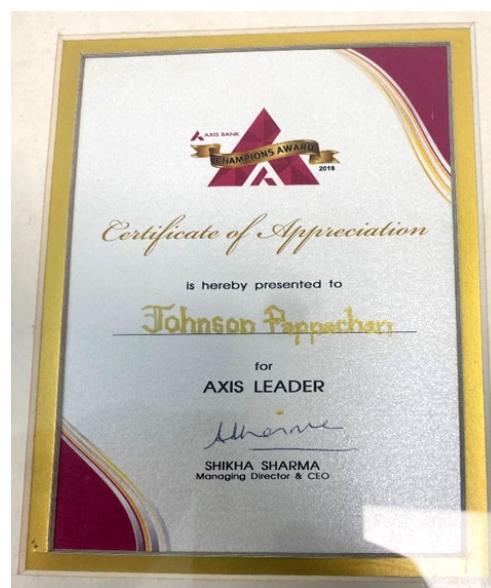 AXIS BANK
CHAMPIONS AWARD
2018
Certificate of Appreciation
is hereby presented to
Johnson Pappachan
for
AXIS LEADER
SHIKHA SHARMA
Managing Director & CEO